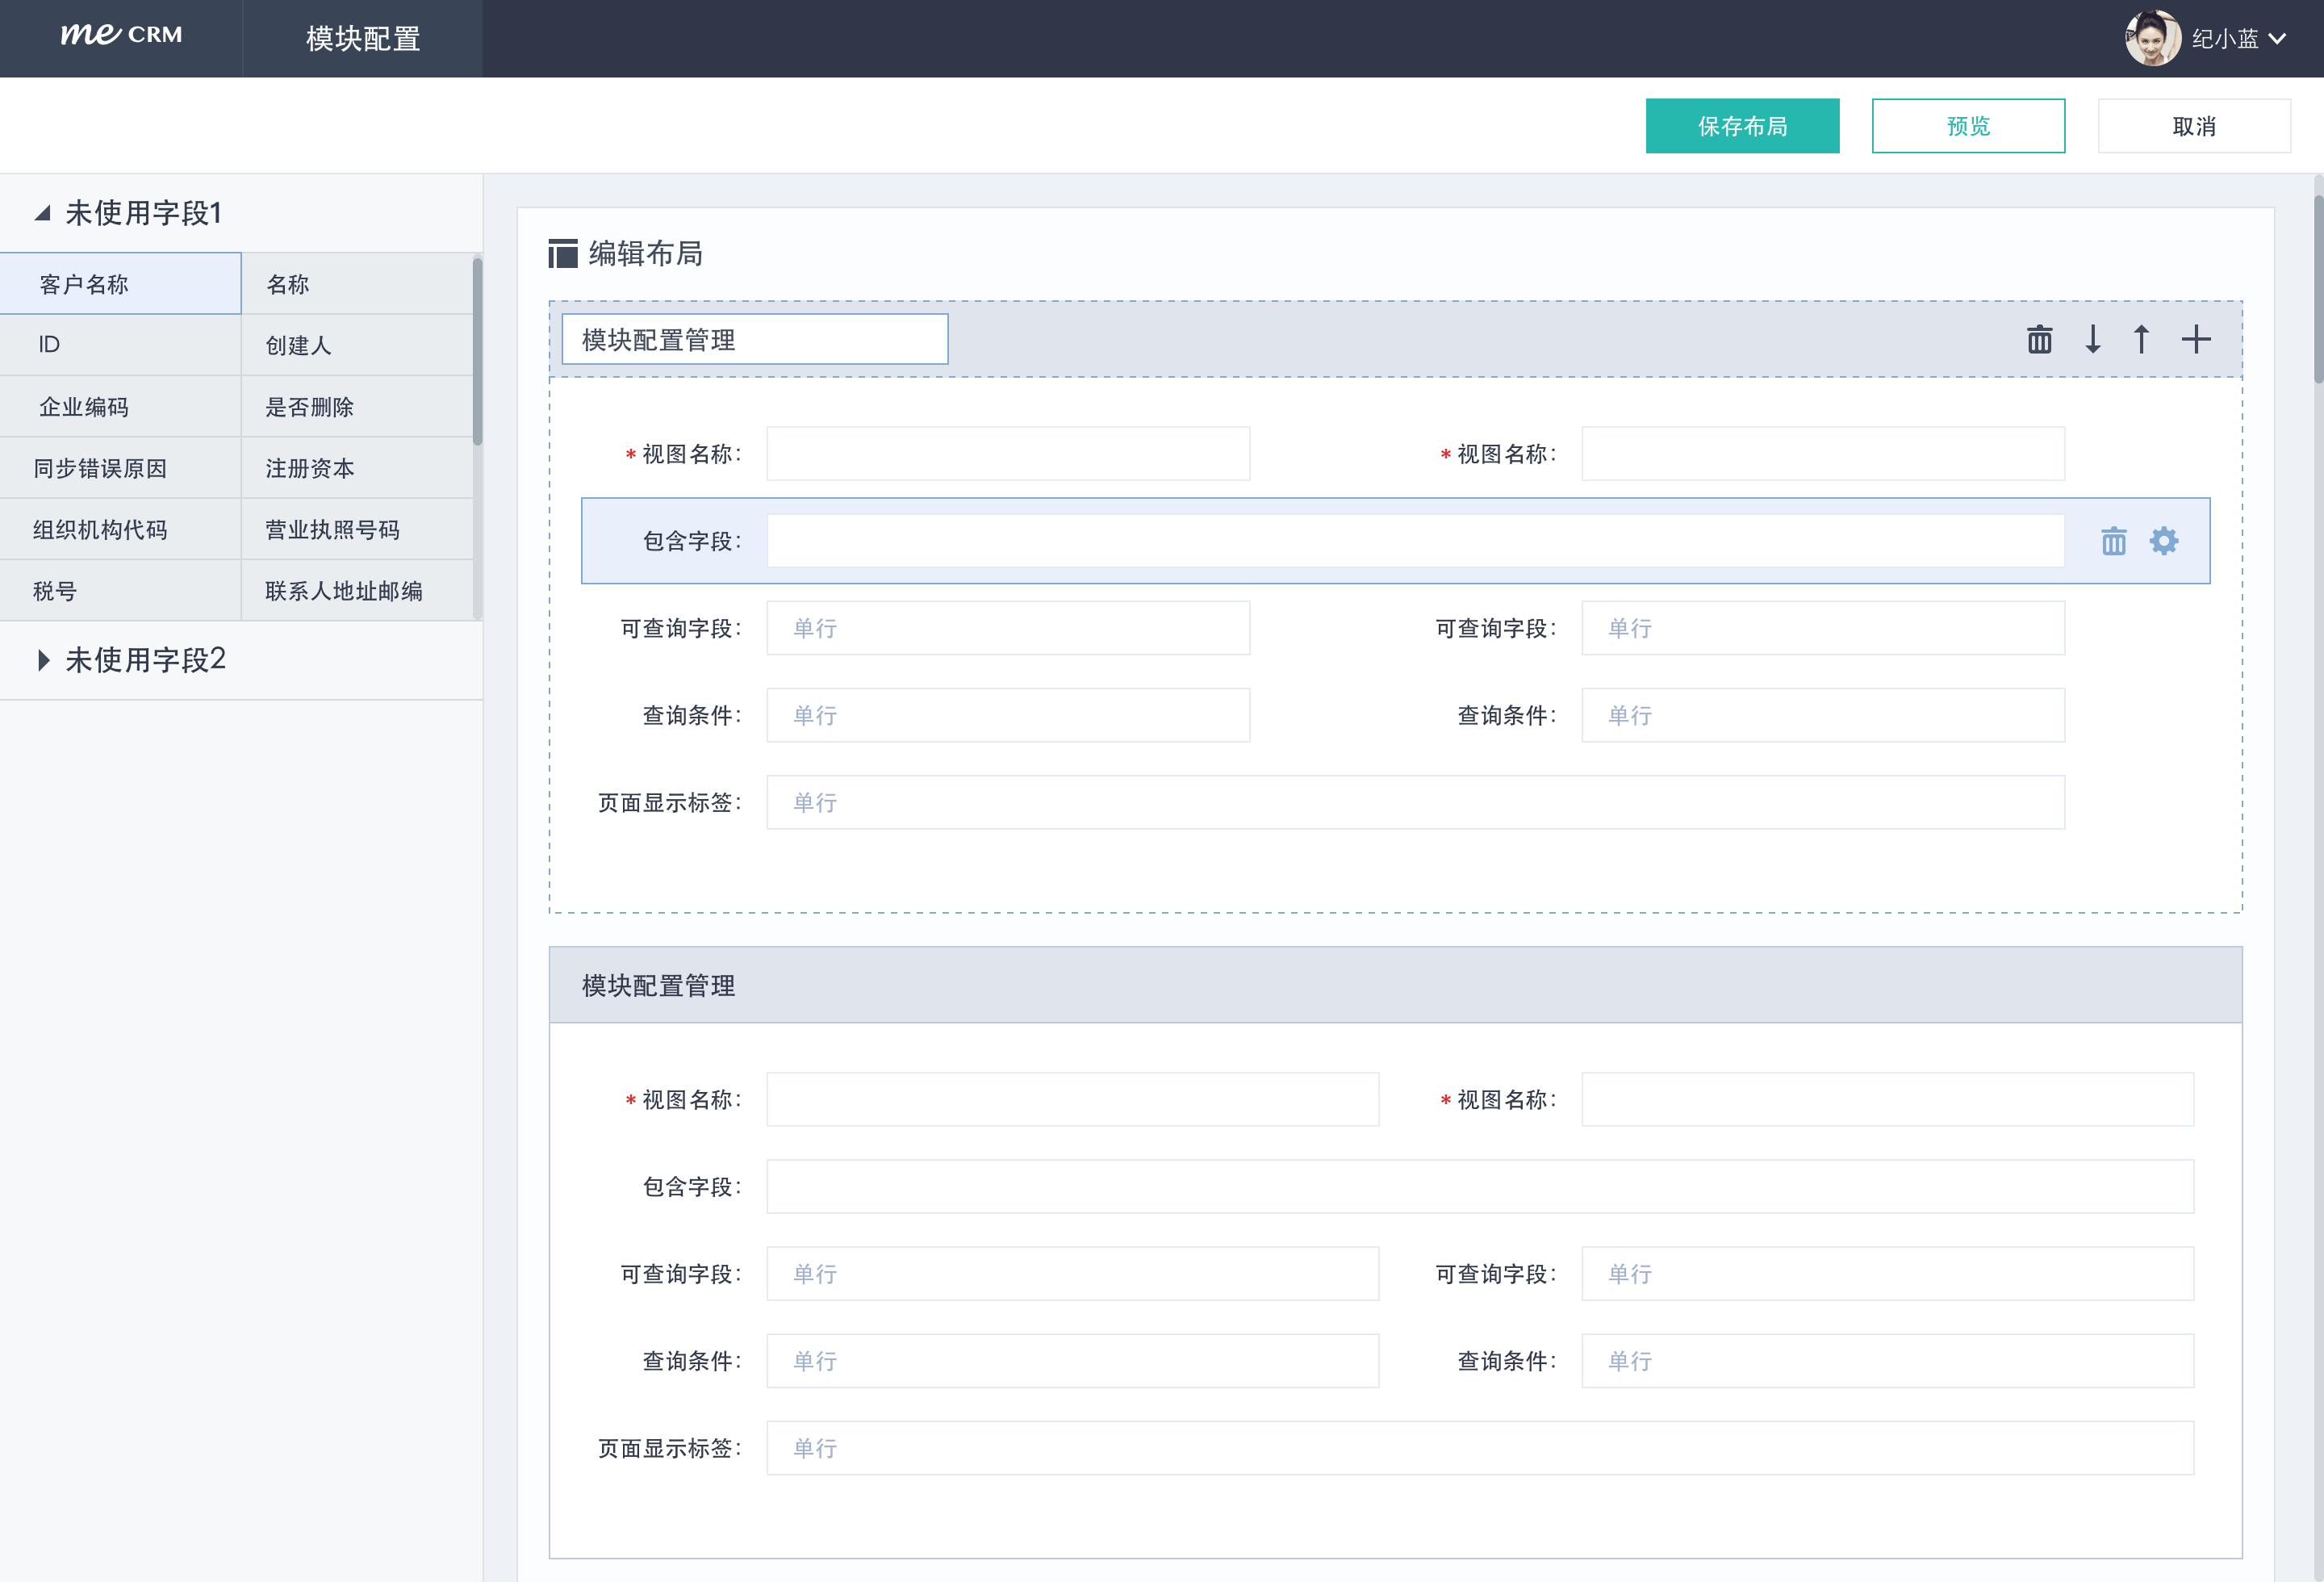 me CRM
模块配置
纪小蓝
保存布局
预览
取消
未使用字段1
客户名称
名称
ID
创建人
企业编码
是否删除
同步错误原因
注册资本
组织机构代码
营业执照号码
税号
联系人地址邮编
未使用字段2
编辑布局
模块配置管理
* 视图名称:
* 视图名称:
包含字段:
可查询字段: 单行
可查询字段: 单行
查询条件: 单行
查询条件: 单行
页面显示标签: 单行
模块配置管理
* 视图名称:
* 视图名称:
包含字段:
可查询字段: 单行
可查询字段: 单行
查询条件: 单行
查询条件: 单行
页面显示标签: 单行